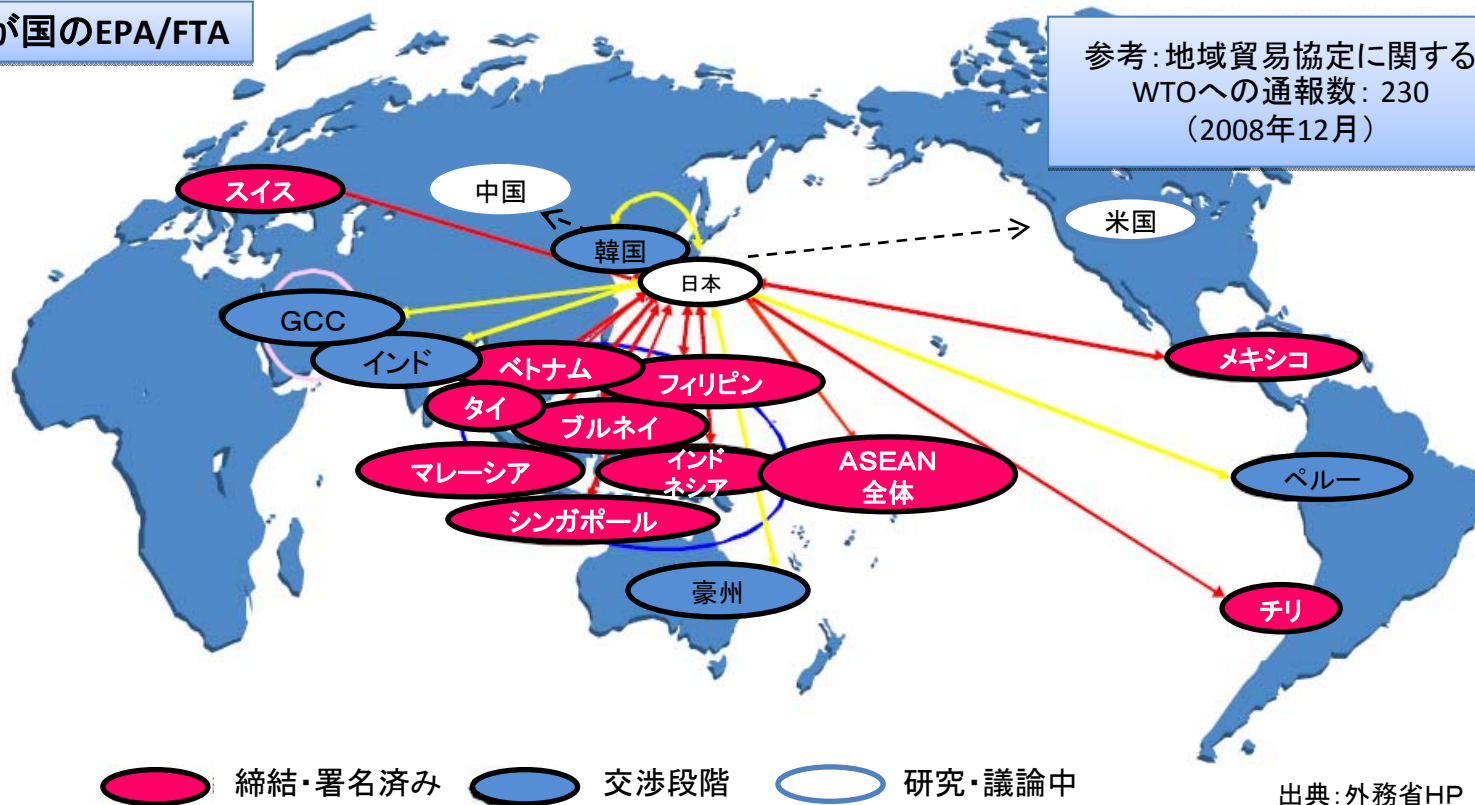 が国のEPA/FTA
参考：地域貿易協定に関する
WTOへの通報数： 230
（2008年12月）
スイス
中国
韓国
日本
米国
GCC
インド
ベトナム
フィリピン
メキシコ
タイ
ブルネイ
マレーシア
インド
ネシア
ASEAN
全体
ペルー
シンガポール
豪州
チリ
締結・署名済み
交渉段階
研究・議論中
出典：外務省HP